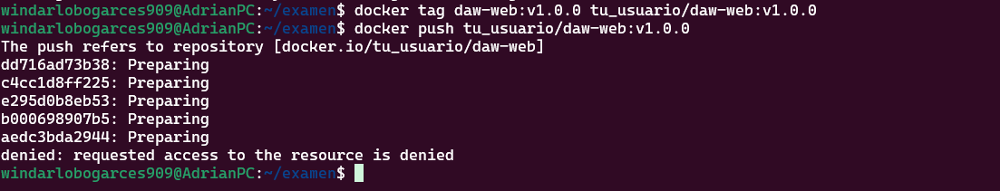 windarlobogarces909@AdrianPC:~/examen$ docker tag daw-web:v1.0.0 tu_usuario/daw-web:v1.0.0
windarlobogarces909@AdrianPC:~/examen$ docker push tu_usuario/daw-web:v1.0.0
The push refers to repository [docker.io/tu_usuario/daw-web]
dd716ad73b38: Preparing
c4cc1d8ff225: Preparing
e295d0b8eb53: Preparing
b000698907b5: Preparing
aedc3bda2944: Preparing
denied: requested access to the resource is denied
windarlobogarces909@AdrianPC:~/examen$